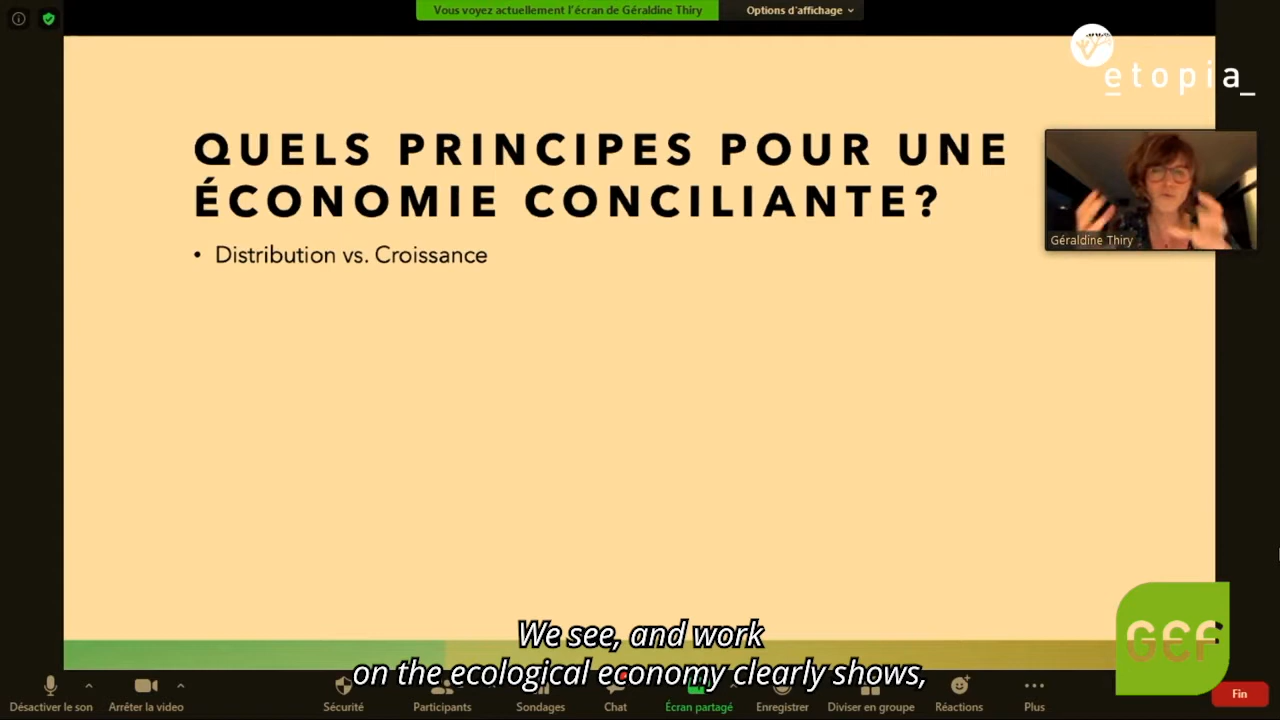 Vous voyez actuellement l'écran de Géraldine Thiry
Options d'affichage
etopia_
QUELS PRINCIPES POUR UNE
ÉCONOMIE CONCILIANTE?
• Distribution vs. Croissance
Géraldine Thiry
We see, and work
on the ecological economy clearly shows,
GEF
Désactiver le son
Arrêter la video
Sécurité
Participants
Sondages
Chat
Écran partagé
Enregistrer
Diviser en groupe
Réactions
Plus
Fin